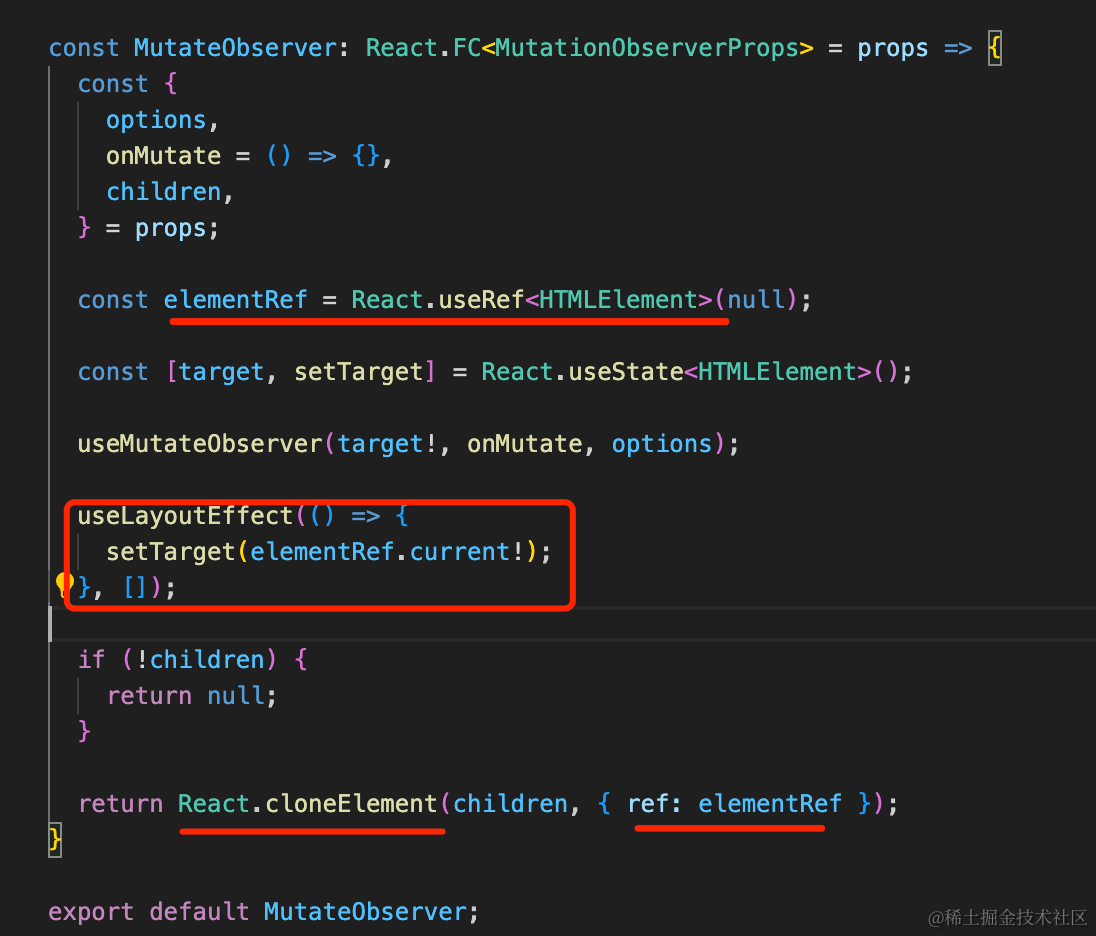 const MutateObserver: React.FC<MutationObserverProps> = props => {
  const {
    options,
    onMutate = () => {},
    children,
  } = props;

  const elementRef = React.useRef<HTMLElement>(null);

  const [target, setTarget] = React.useState<HTMLElement>();

  useMutateObserver(target!, onMutate, options);

  useLayoutEffect(() => {
    setTarget(elementRef.current!);
  }, []);

  if (!children) {
    return null;
  }

  return React.cloneElement(children, { ref: elementRef });
}

export default MutateObserver;
@稀土掘金技术社区